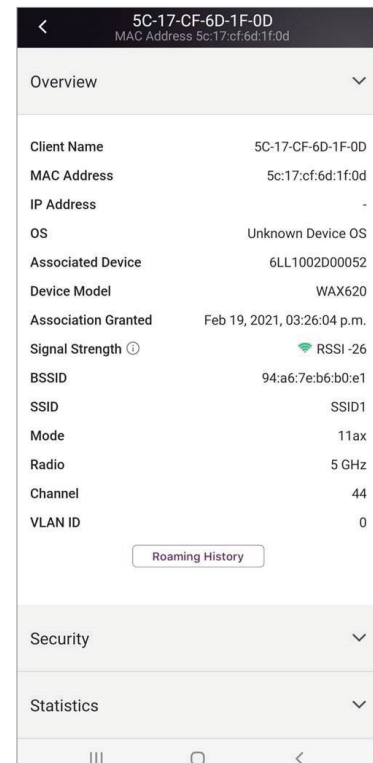 5C-17-CF-6D-1F-0D
MAC Address 5c:17:cf:6d:1f:0d
Overview
Client Name 5C-17-CF-6D-1F-0D
MAC Address 5c:17:cf:6d:1f:0d
IP Address -
OS Unknown Device OS
Associated Device 6LL1002D00052
Device Model WAX620
Association Granted Feb 19, 2021, 03:26:04 p.m.
Signal Strength RSSI -26
BSSID 94:a6:7e:b6:b0:e1
SSID SSID1
Mode 11ax
Radio 5 GHz
Channel 44
VLAN ID 0
Roaming History
Security
Statistics